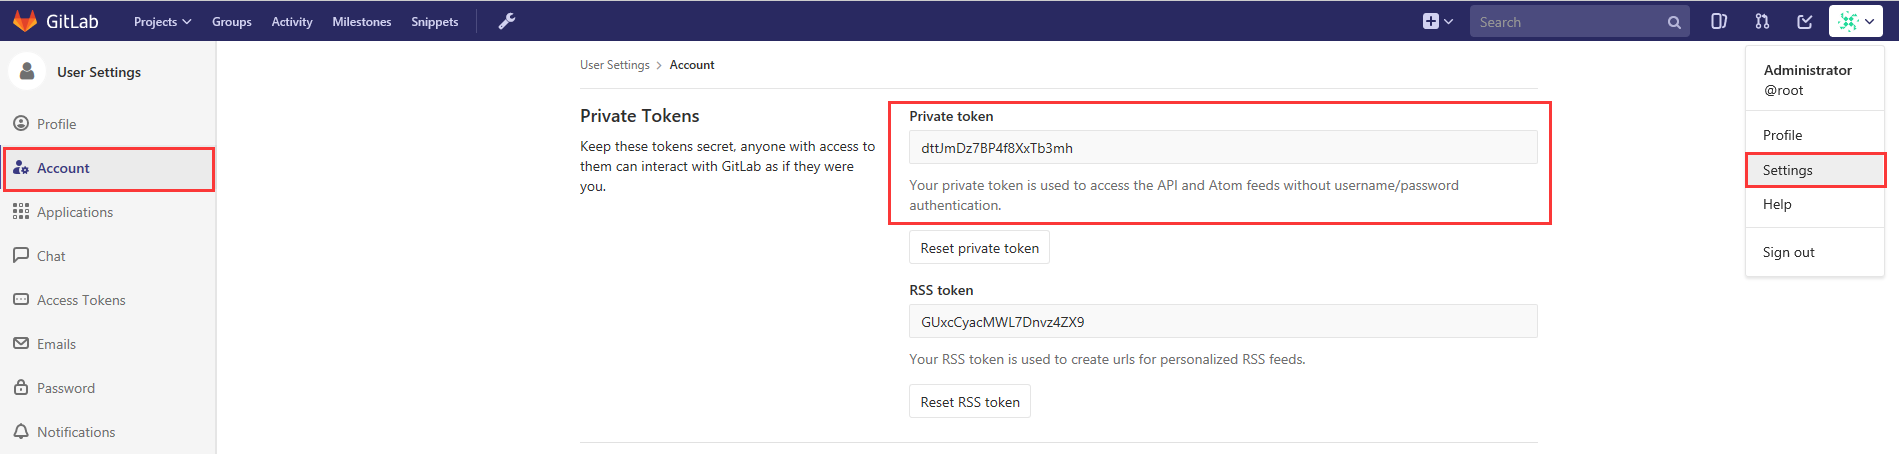 GitLab
Projects
Groups
Activity
Milestones
Snippets
Search
User Settings
Profile
Account
Applications
Chat
Access Tokens
Emails
Password
Notifications
User Settings > Account
Private Tokens
Keep these tokens secret, anyone with access to
them can interact with GitLab as if they were
you.
Private token
dttJmDz7BP4f8XxTb3mh
Your private token is used to access the API and Atom feeds without username/password
authentication.
Reset private token
RSS token
GUxcCyacMWL7Dnvz4ZX9
Your RSS token is used to create urls for personalized RSS feeds.
Reset RSS token
Administrator
@root
Profile
Settings
Help
Sign out